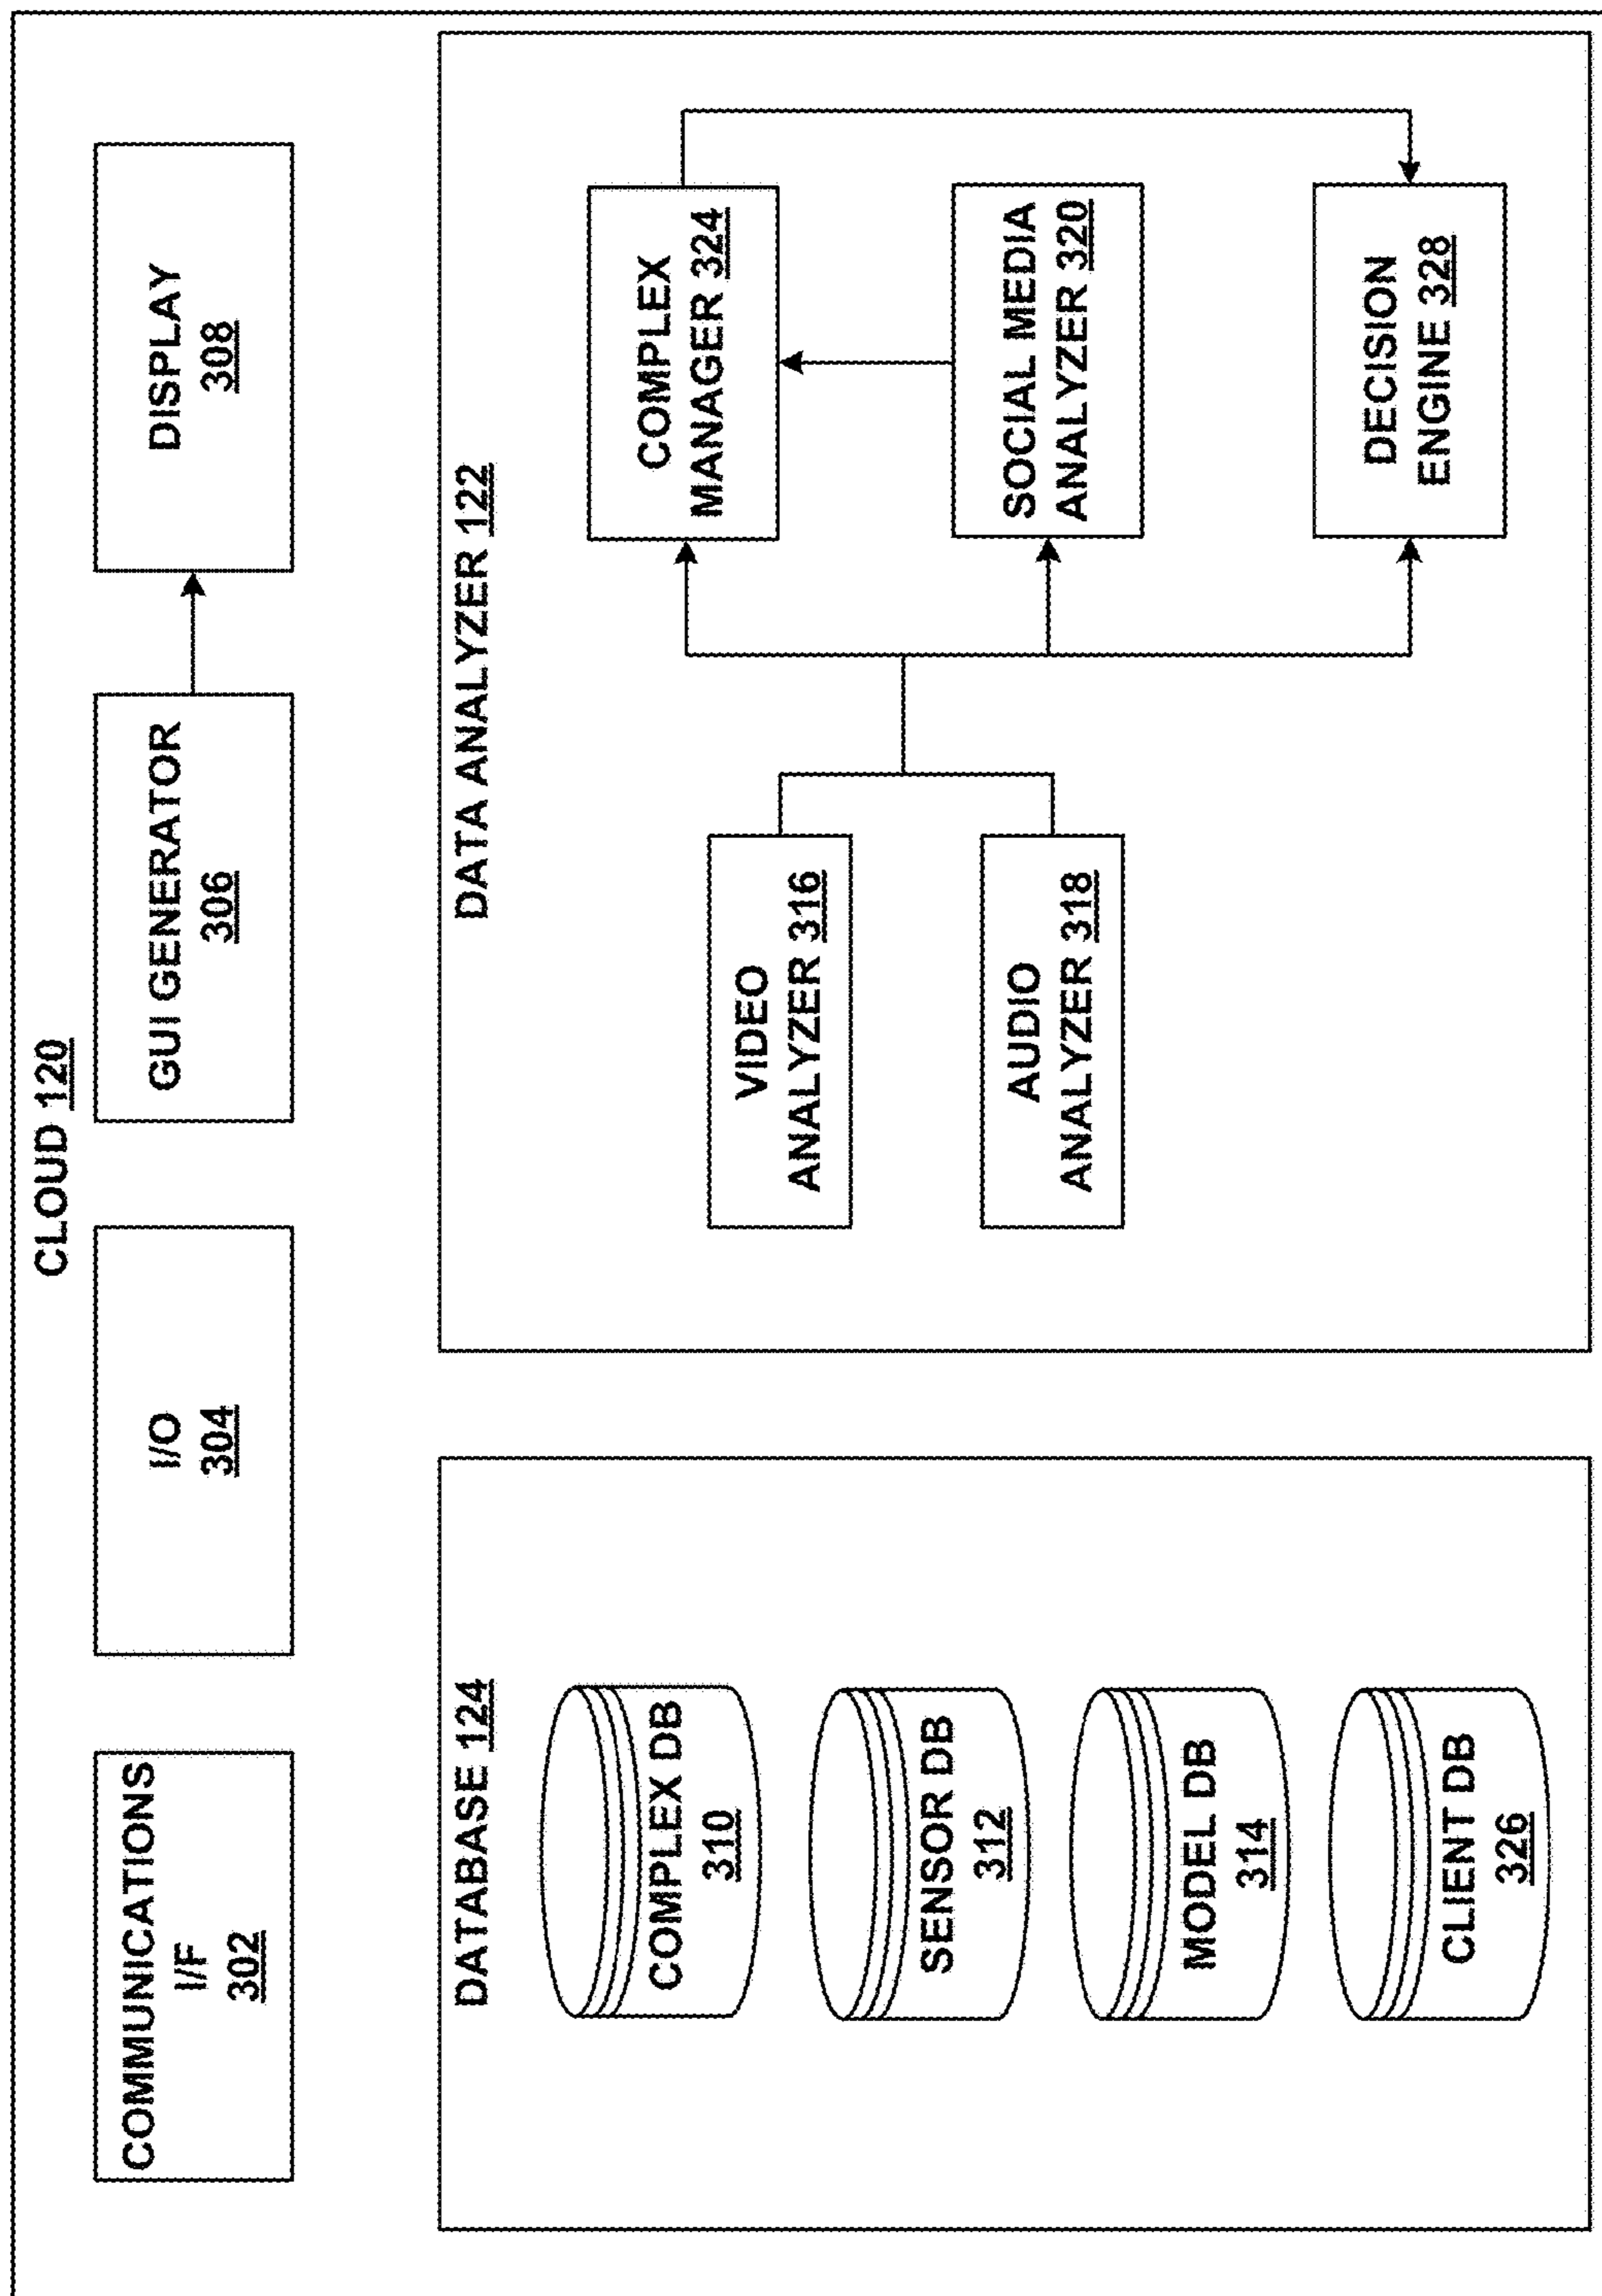 CLOUD 120
COMMUNICATIONS
I/F
302
I/O
304
GUI GENERATOR
306
DISPLAY
308
DATABASE 124
COMPLEX DB
310
SENSOR DB
312
MODEL DB
314
CLIENT DB
326
DATA ANALYZER 122
VIDEO
ANALYZER 316
AUDIO
ANALYZER 318
COMPLEX
MANAGER 324
SOCIAL MEDIA
ANALYZER 320
DECISION
ENGINE 328